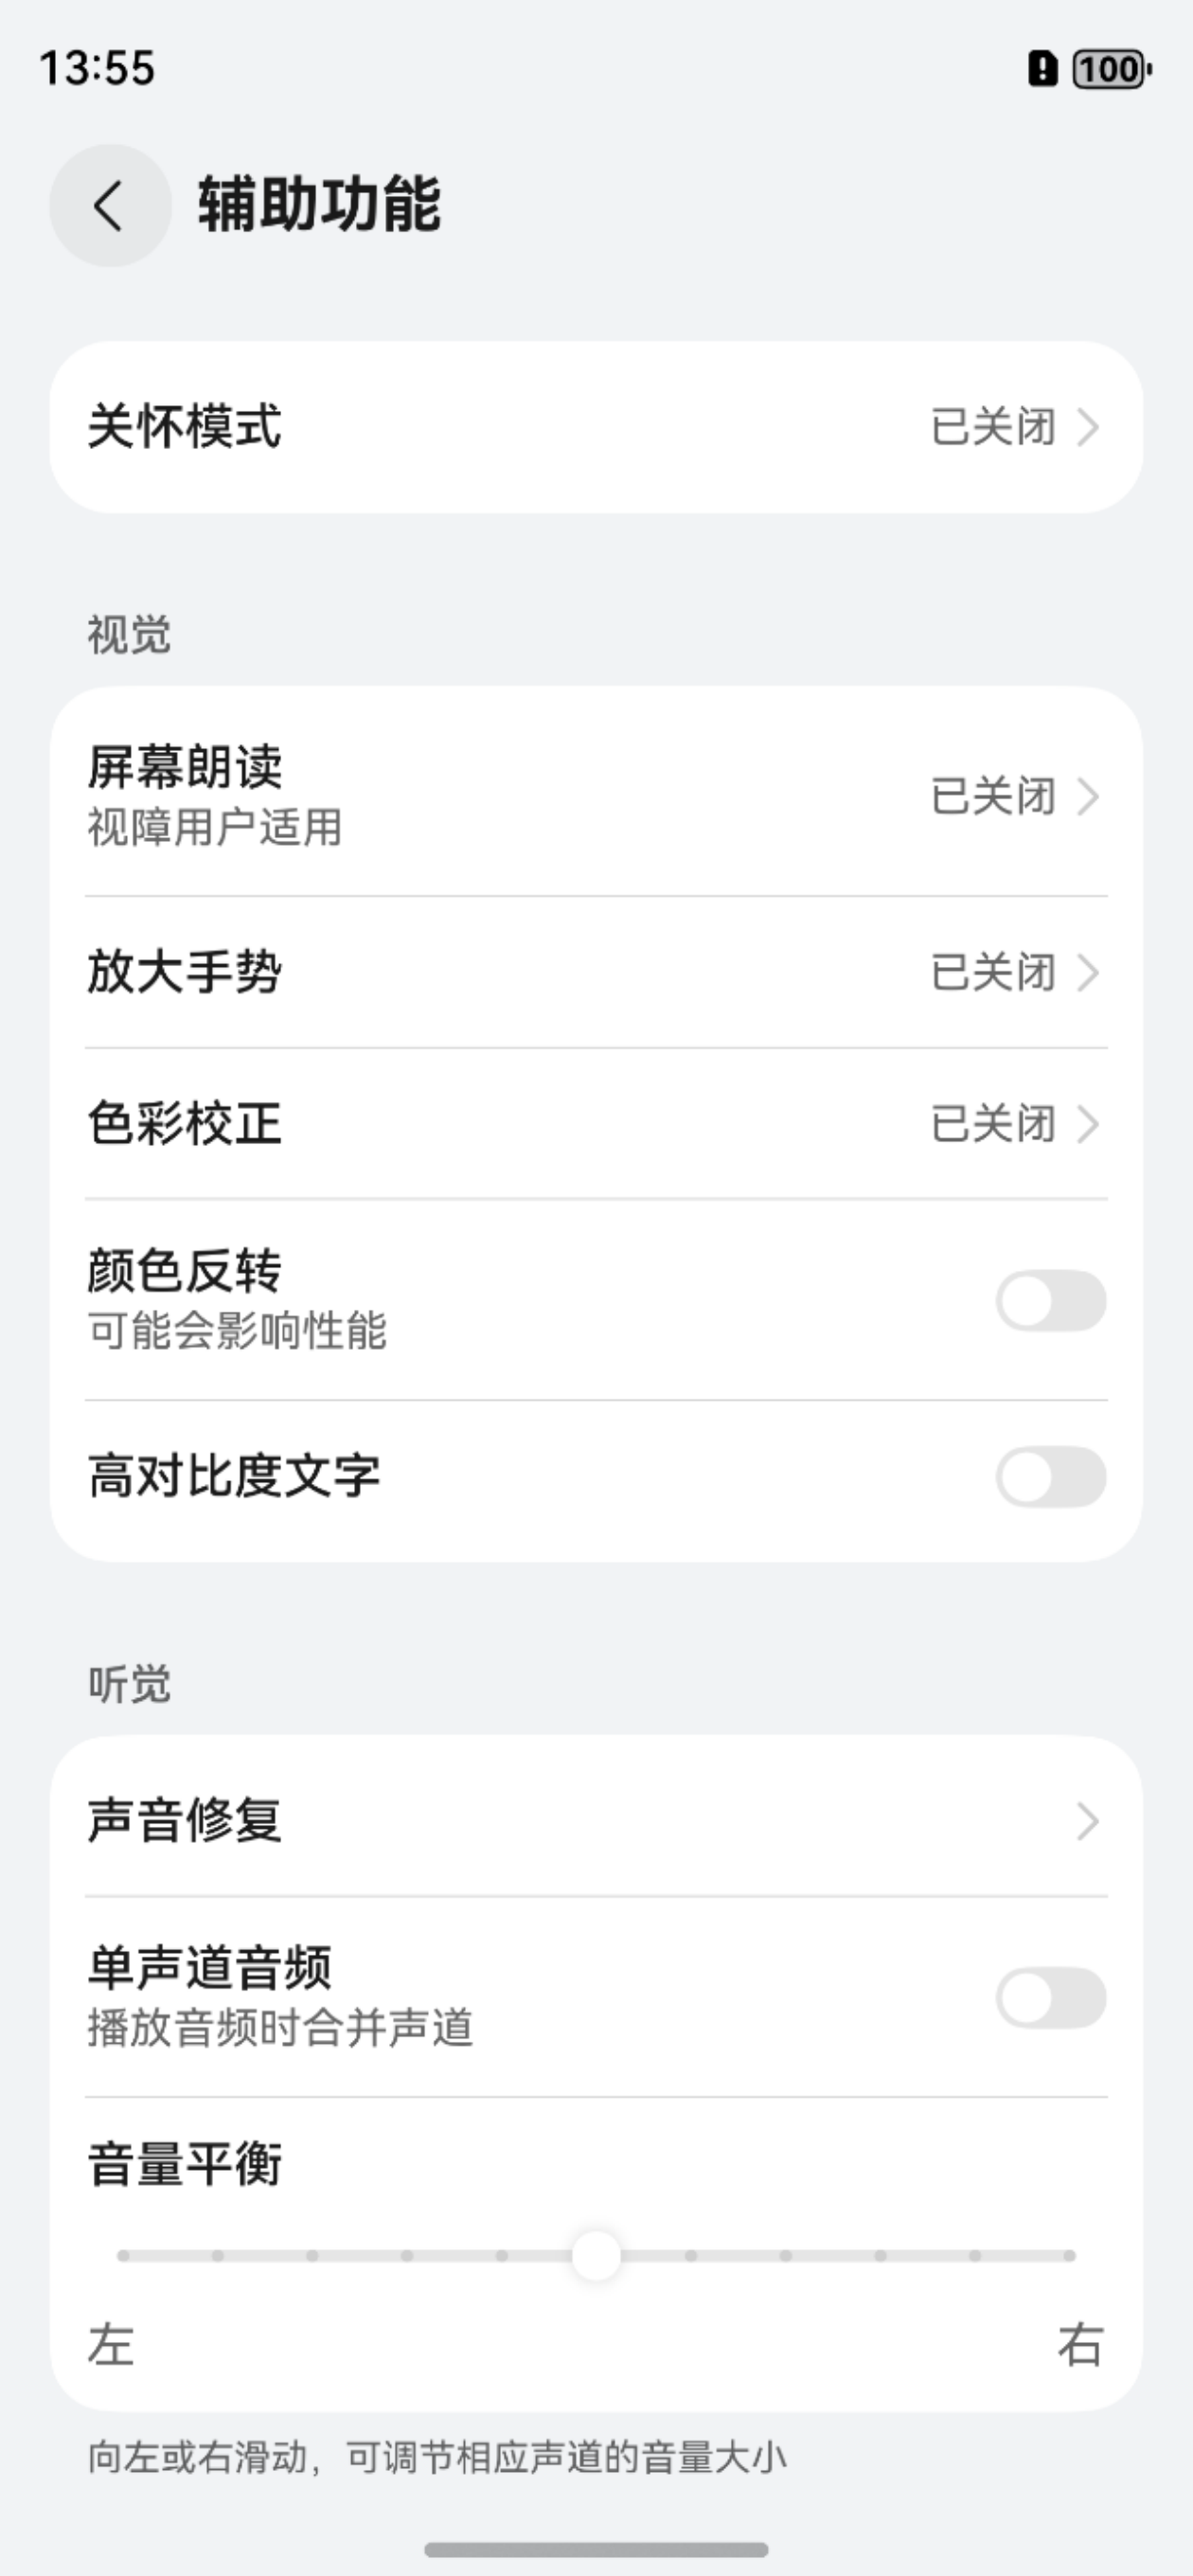 13:55
100
辅助功能
关怀模式 已关闭
视觉
屏幕朗读
视障用户适用
已关闭
放大手势 已关闭
色彩校正 已关闭
颜色反转
可能会影响性能
高对比度文字
听觉
声音修复
单声道音频
播放音频时合并声道
音量平衡
左 右
向左或右滑动，可调节相应声道的音量大小